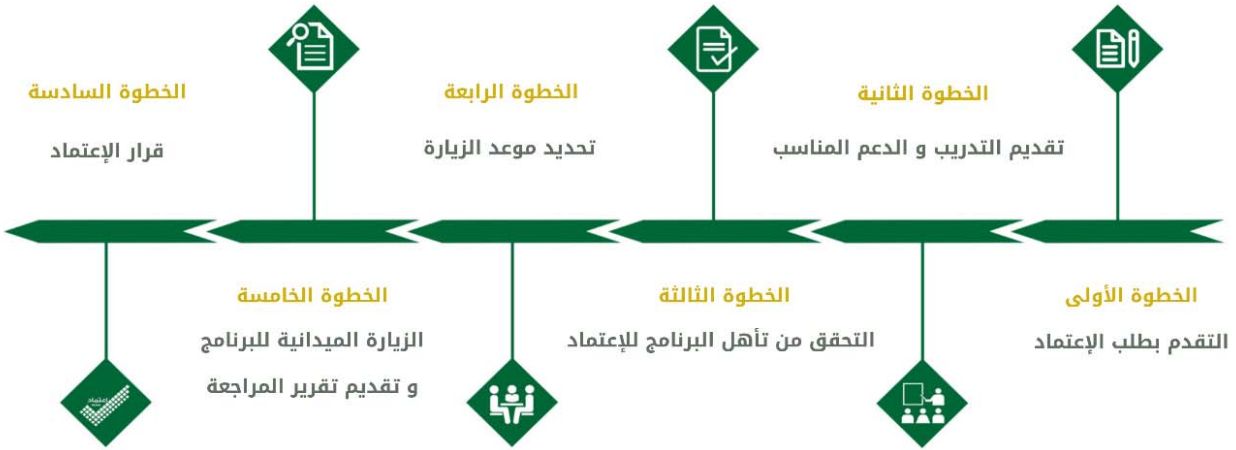 الخطوة الأولى
التقدم بطلب الإعتماد
الخطوة الثانية
تقديم التدريب و الدعم المناسب
الخطوة الثالثة
التحقق من تأهل البرنامج للإعتماد
الخطوة الرابعة
تحديد موعد الزيارة
الخطوة الخامسة
الزيارة الميدانية للبرنامج
و تقديم تقرير المراجعة
الخطوة السادسة
قرار الإعتماد
اعتماد